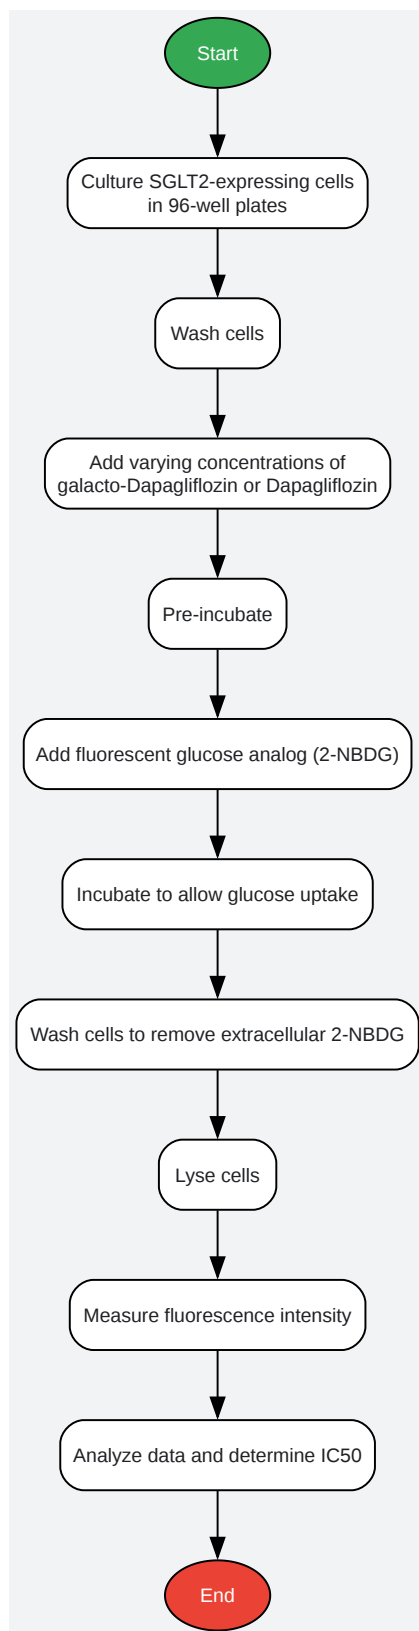 Start
Culture SGLT2-expressing cells
in 96-well plates
Wash cells
Add varying concentrations of
galacto-Dapagliflozin or Dapagliflozin
Pre-incubate
Add fluorescent glucose analog (2-NBDG)
Incubate to allow glucose uptake
Wash cells to remove extracellular 2-NBDG
Lyse cells
Measure fluorescence intensity
Analyze data and determine IC50
End